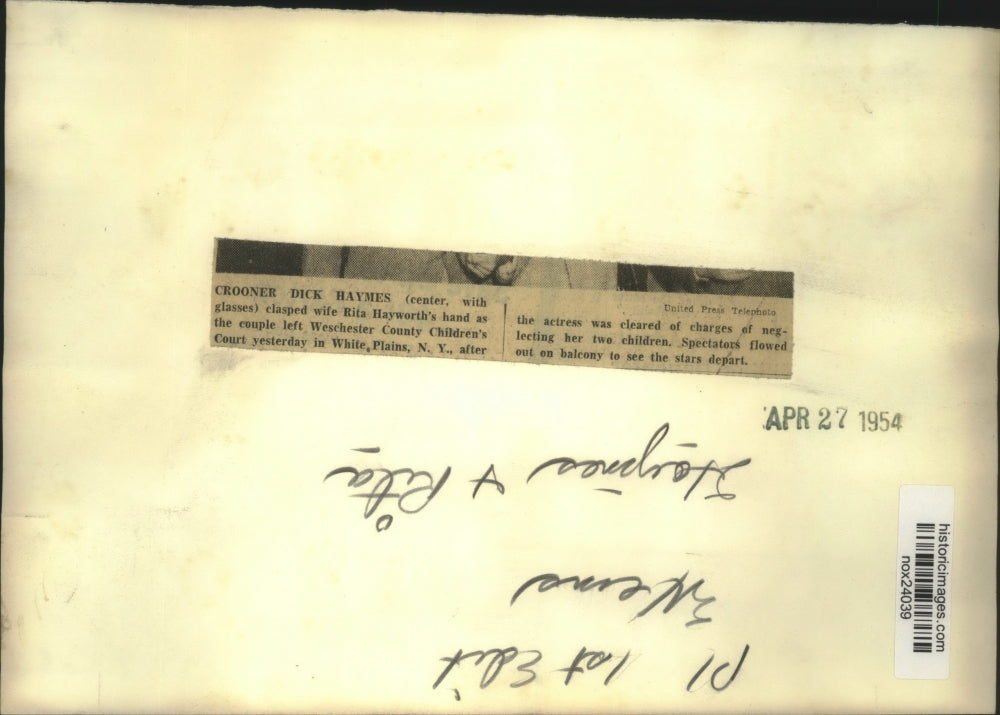 CROONER DICK HAYMES (center, with
glasses) clasped wife Rita Hayworth's hand as
the couple left Weschester County Children's
Court yesterday in White Plains, N. Y., after
United Press Telephoto
the actress was cleared of charges of neg-
lecting her two children. Spectators flowed
out on balcony to see the stars depart.
APR 27 1954
P1 1st Edit
Haymes & Rita
historicimages.com
nox24039